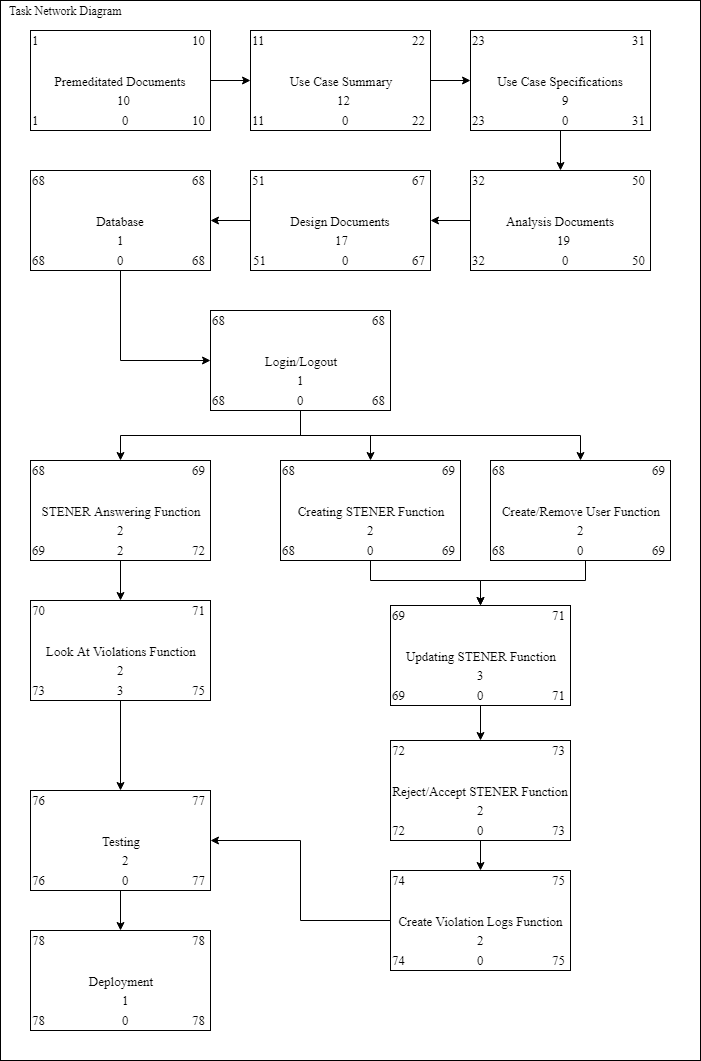 Task Network Diagram
1 10
Premeditated Documents
10
1 0 10
11 22
Use Case Summary
12
11 0 22
23 31
Use Case Specifications
9
23 0 31
68 68
Database
1
68 0 68
51 67
Design Documents
17
51 0 67
32 50
Analysis Documents
19
32 0 50
68 68
Login/Logout
1
68 0 68
68 69
STENER Answering Function
2
69 2 72
68 69
Creating STENER Function
2
68 0 69
68 69
Create/Remove User Function
2
68 0 69
70 71
Look At Violations Function
2
73 3 75
69 71
Updating STENER Function
3
69 0 71
72 73
Reject/Accept STENER Function
2
72 0 73
76 77
Testing
2
76 0 77
74 75
Create Violation Logs Function
2
74 0 75
78 78
Deployment
1
78 0 78